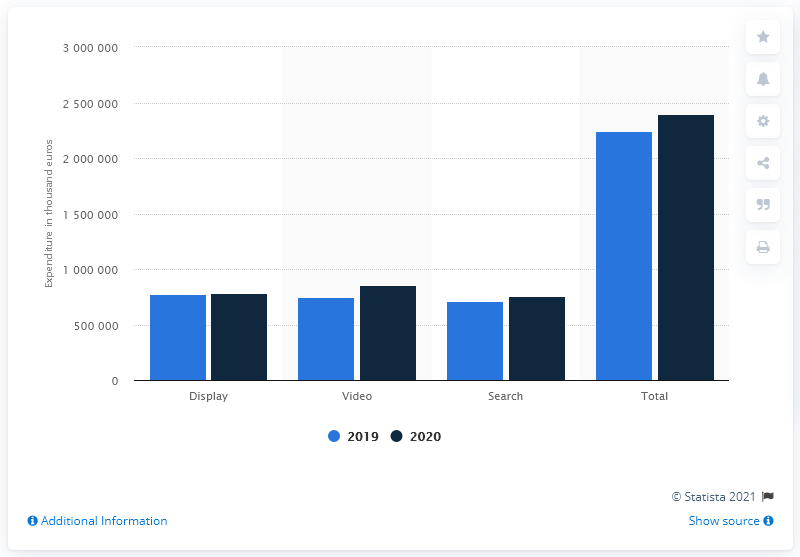 3 000 000
2 500 000
2 000 000
1 500 000
1 000 000
500 000
0
Expenditure in thousand euros
Display
Video
Search
Total
2019
2020
© Statista 2021
Additional Information
Show source